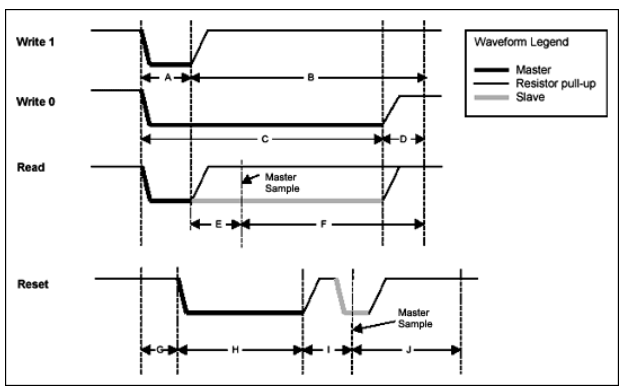 Write 1
Waveform Legend
Master
Resistor pull-up
Slave
A
B
Write 0
C
D
Read
Master
Sample
E
F
Reset
Master
Sample
G
H
I
J